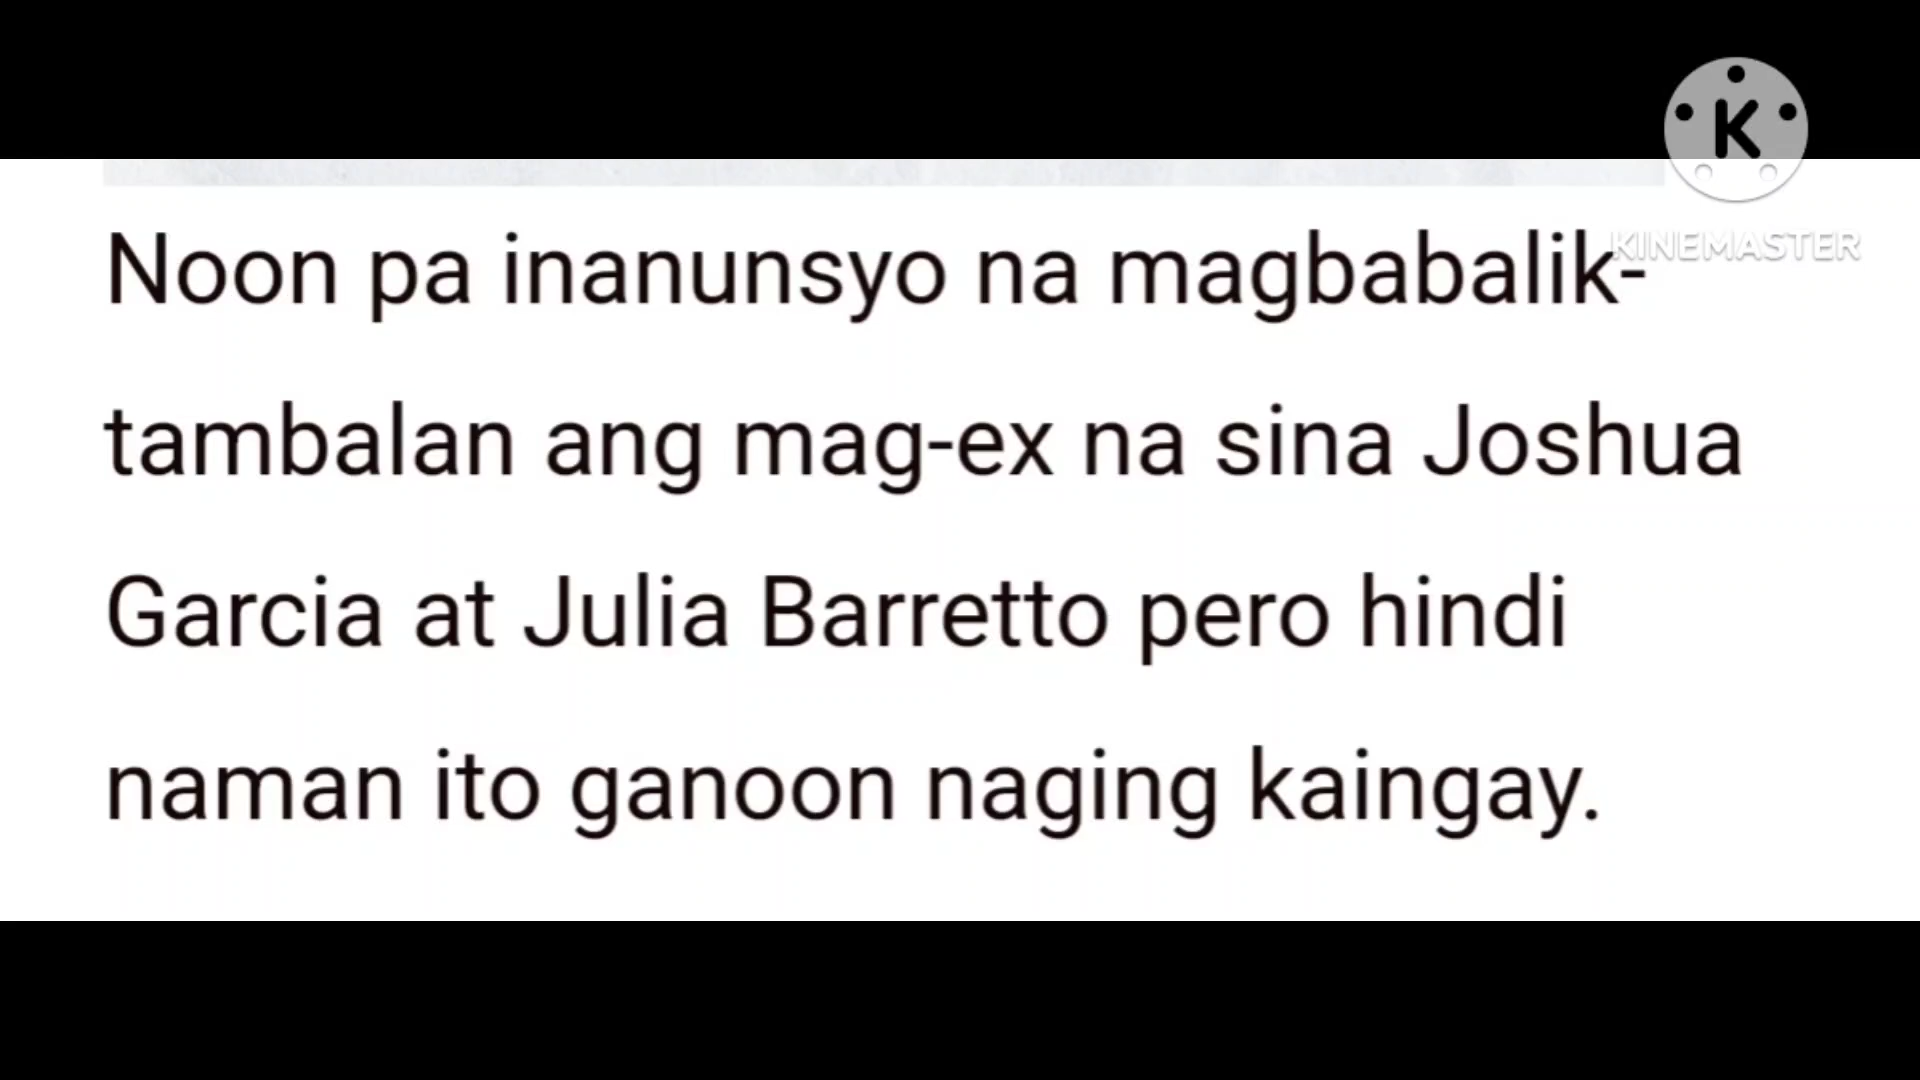 K
KINEMASTER
Noon pa inanunsyo na magbabalik-
tambalan ang mag-ex na sina Joshua
Garcia at Julia Barretto pero hindi
naman ito ganoon naging kaingay.